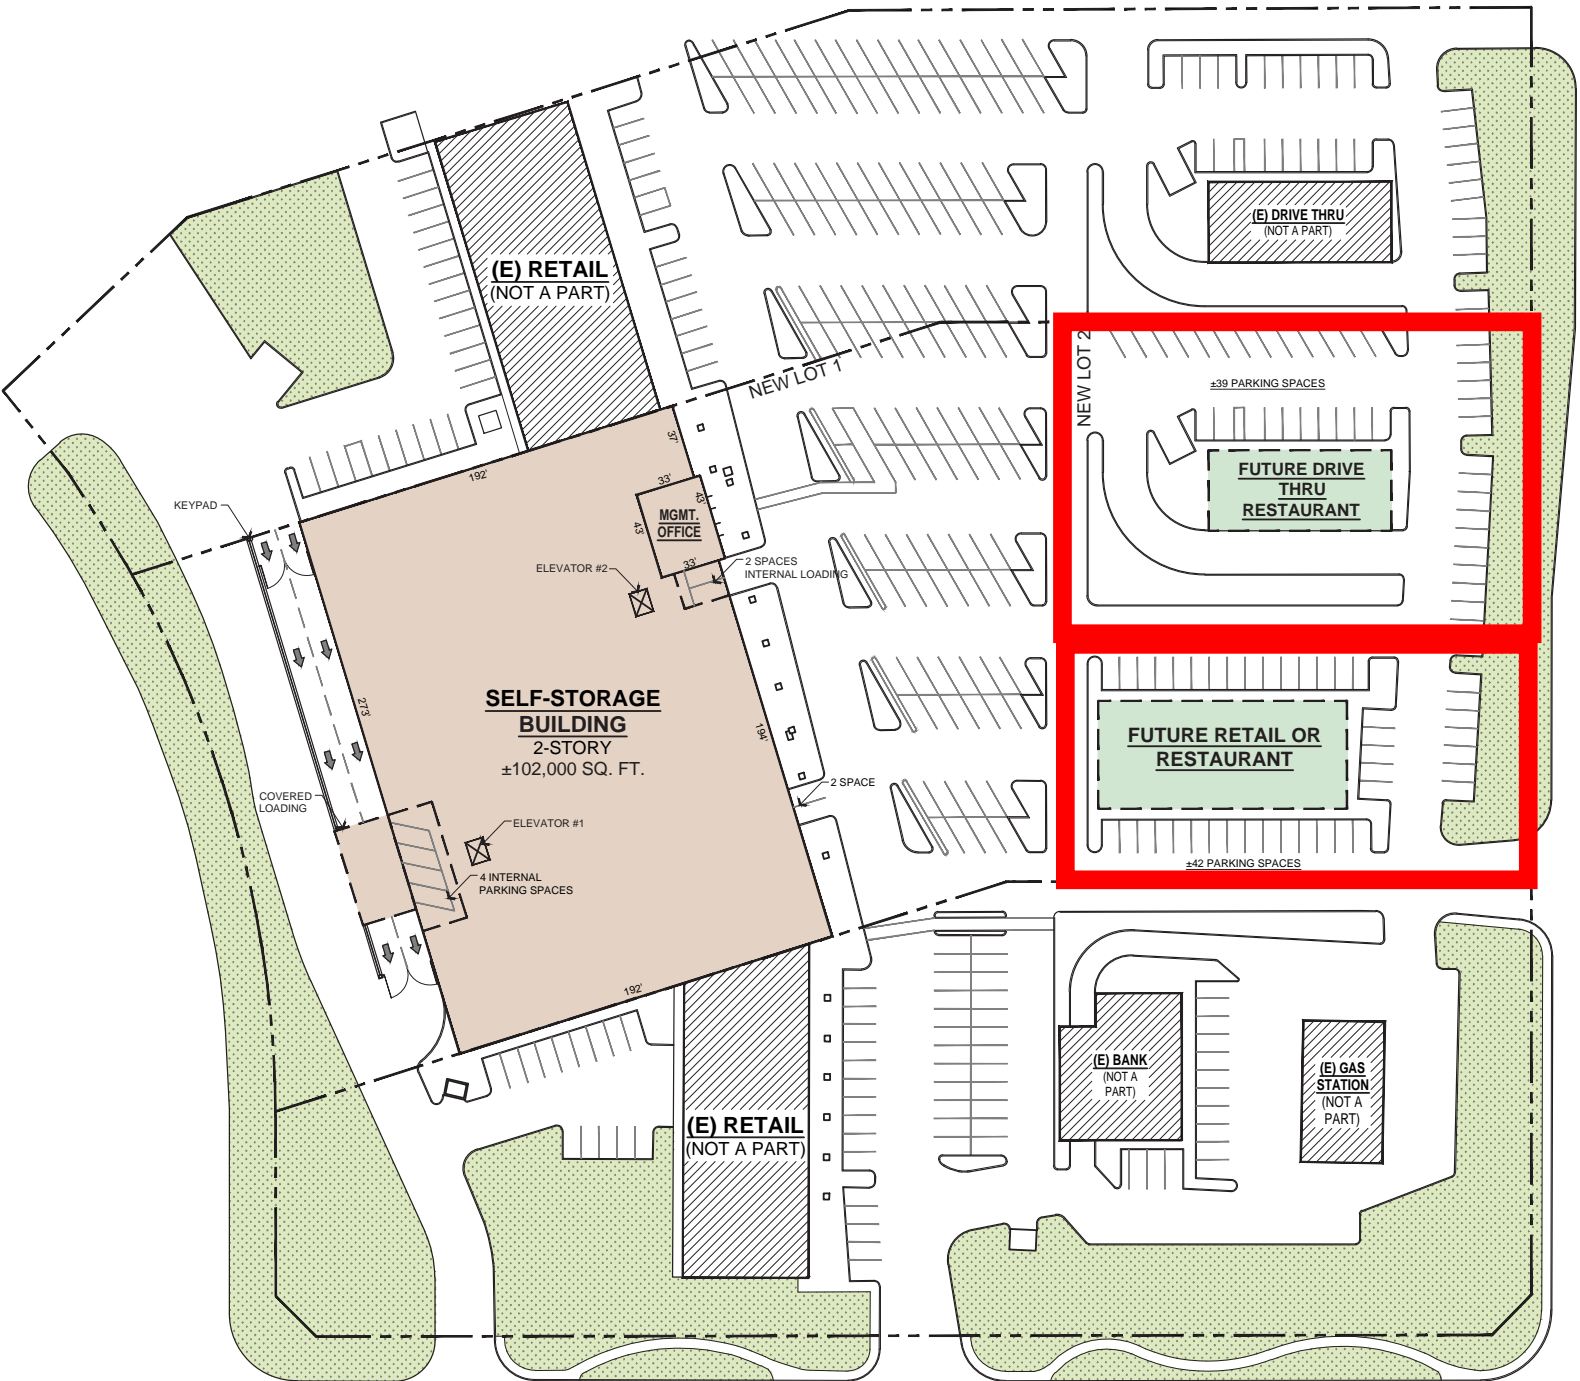 (E) DRIVE THRU
(NOT A PART)
(E) RETAIL
(NOT A PART)
NEW LOT 1
NEW LOT 2
±39 PARKING SPACES
FUTURE DRIVE
THRU
RESTAURANT
37'
192'
33'
43'
MGMT.
OFFICE
43'
33'
KEYPAD
ELEVATOR #2
2 SPACES
INTERNAL LOADING
SELF-STORAGE
BUILDING
2-STORY
±102,000 SQ. FT.
273'
194'
FUTURE RETAIL OR
RESTAURANT
2 SPACE
COVERED
LOADING
ELEVATOR #1
±42 PARKING SPACES
4 INTERNAL
PARKING SPACES
192'
(E) BANK
(NOT A
PART)
(E) GAS
STATION
(NOT A
PART)
(E) RETAIL
(NOT A PART)